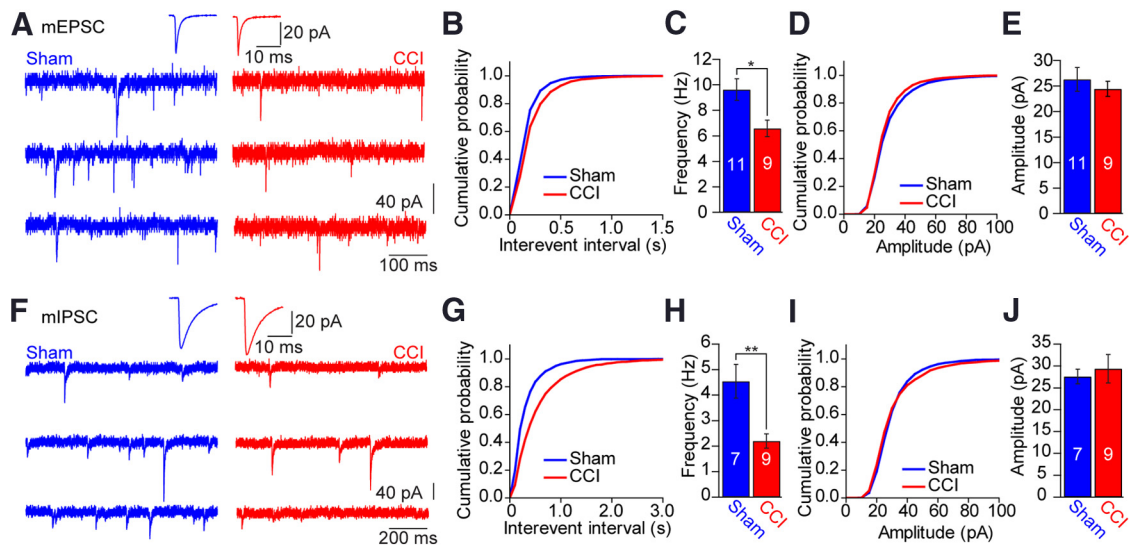 A mEPSC
Sham
CCI
20 pA
10 ms
40 pA
100 ms
B
Cumulative probability
1.0
0.8
0.6
0.4
0.2
0.0
Sham
CCI
0 0.5 1.0 1.5
Interevent interval (s)
C
Frequency (Hz)
12
10
8
6
4
2
0
*
11 9
Sham CCI
D
Cumulative probability
1.0
0.8
0.6
0.4
0.2
0.0
Sham
CCI
0 20 40 60 80 100
Amplitude (pA)
E
Amplitude (pA)
30
25
20
15
10
5
0
11 9
Sham CCI
F mIPSC
Sham
CCI
20 pA
10 ms
40 pA
200 ms
G
Cumulative probability
1.0
0.8
0.6
0.4
0.2
0.0
Sham
CCI
0 1.0 2.0 3.0
Interevent interval (s)
H
Frequency (Hz)
6
5
4
3
2
1
0
**
7 9
Sham CCI
I
Cumulative probability
1.0
0.8
0.6
0.4
0.2
0.0
Sham
CCI
0 20 40 60 80 100
Amplitude (pA)
J
Amplitude (pA)
35
30
25
20
15
10
5
0
7 9
Sham CCI